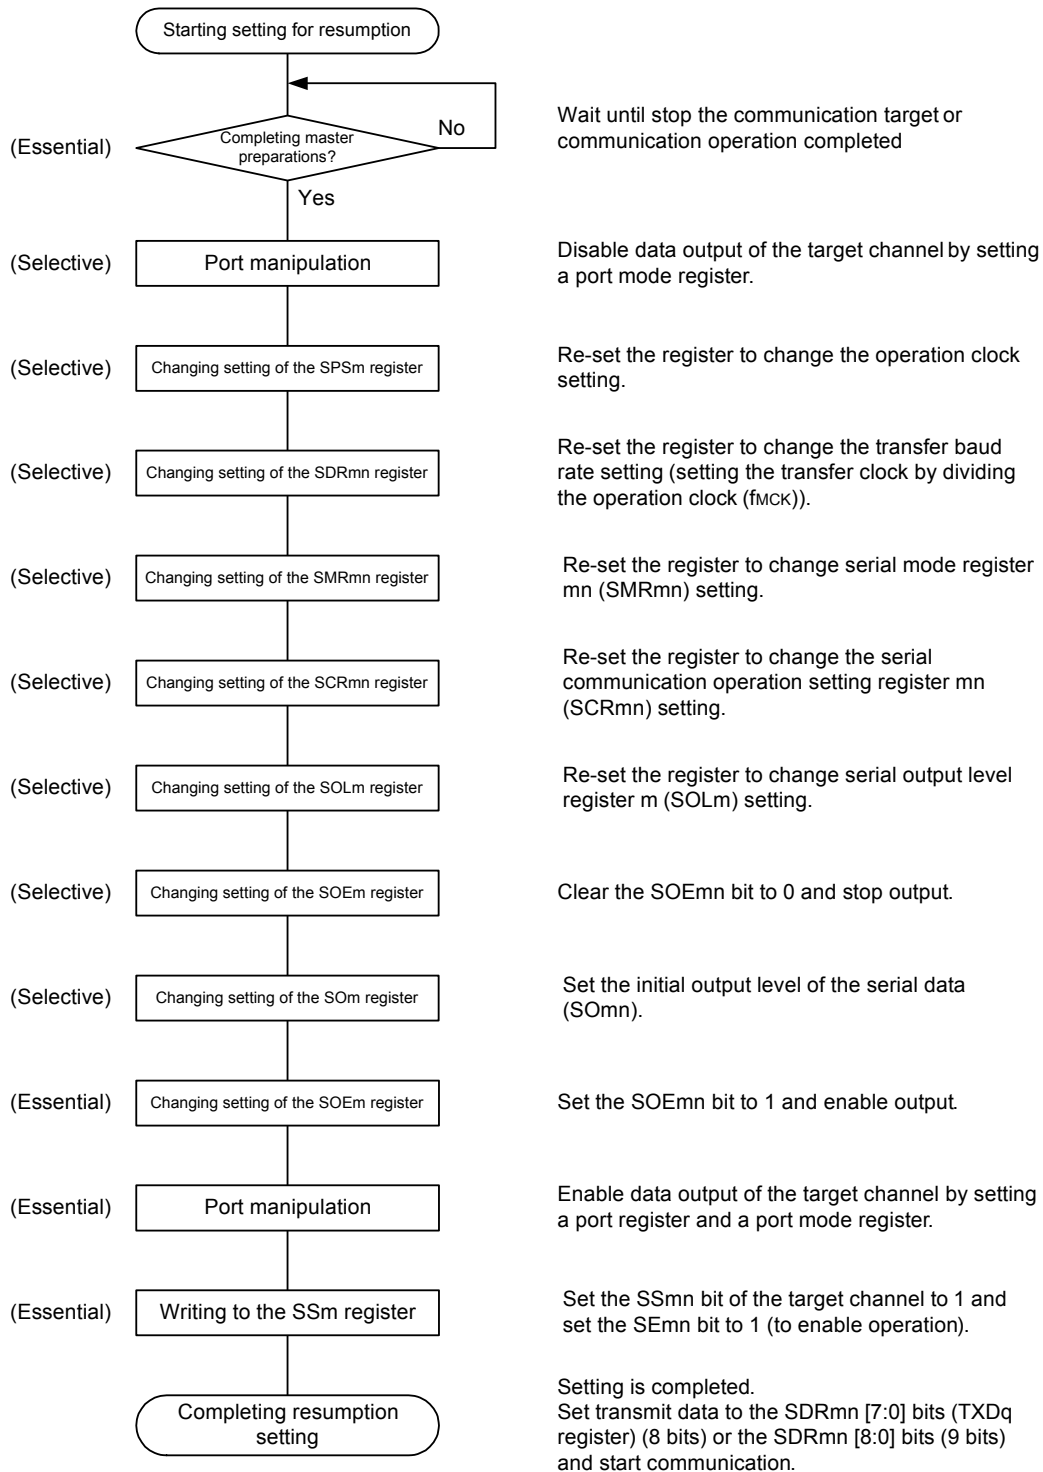 Starting setting for resumption
(Essential)
Completing master
preparations?
No
Yes
Wait until stop the communication target or
communication operation completed
(Selective)
Port manipulation
Disable data output of the target channel by setting
a port mode register.
(Selective)
Changing setting of the SPSm register
Re-set the register to change the operation clock
setting.
(Selective)
Changing setting of the SDRmn register
Re-set the register to change the transfer baud
rate setting (setting the transfer clock by dividing
the operation clock (fMCK)).
(Selective)
Changing setting of the SMRmn register
Re-set the register to change serial mode register
mn (SMRmn) setting.
(Selective)
Changing setting of the SCRmn register
Re-set the register to change the serial
communication operation setting register mn
(SCRmn) setting.
(Selective)
Changing setting of the SOLm register
Re-set the register to change serial output level
register m (SOLm) setting.
(Selective)
Changing setting of the SOEm register
Clear the SOEmn bit to 0 and stop output.
(Selective)
Changing setting of the SOm register
Set the initial output level of the serial data
(SOmn).
(Essential)
Changing setting of the SOEm register
Set the SOEmn bit to 1 and enable output.
(Essential)
Port manipulation
Enable data output of the target channel by setting
a port register and a port mode register.
(Essential)
Writing to the SSm register
Set the SSmn bit of the target channel to 1 and
set the SEmn bit to 1 (to enable operation).
Completing resumption
setting
Setting is completed.
Set transmit data to the SDRmn [7:0] bits (TXDq
register) (8 bits) or the SDRmn [8:0] bits (9 bits)
and start communication.